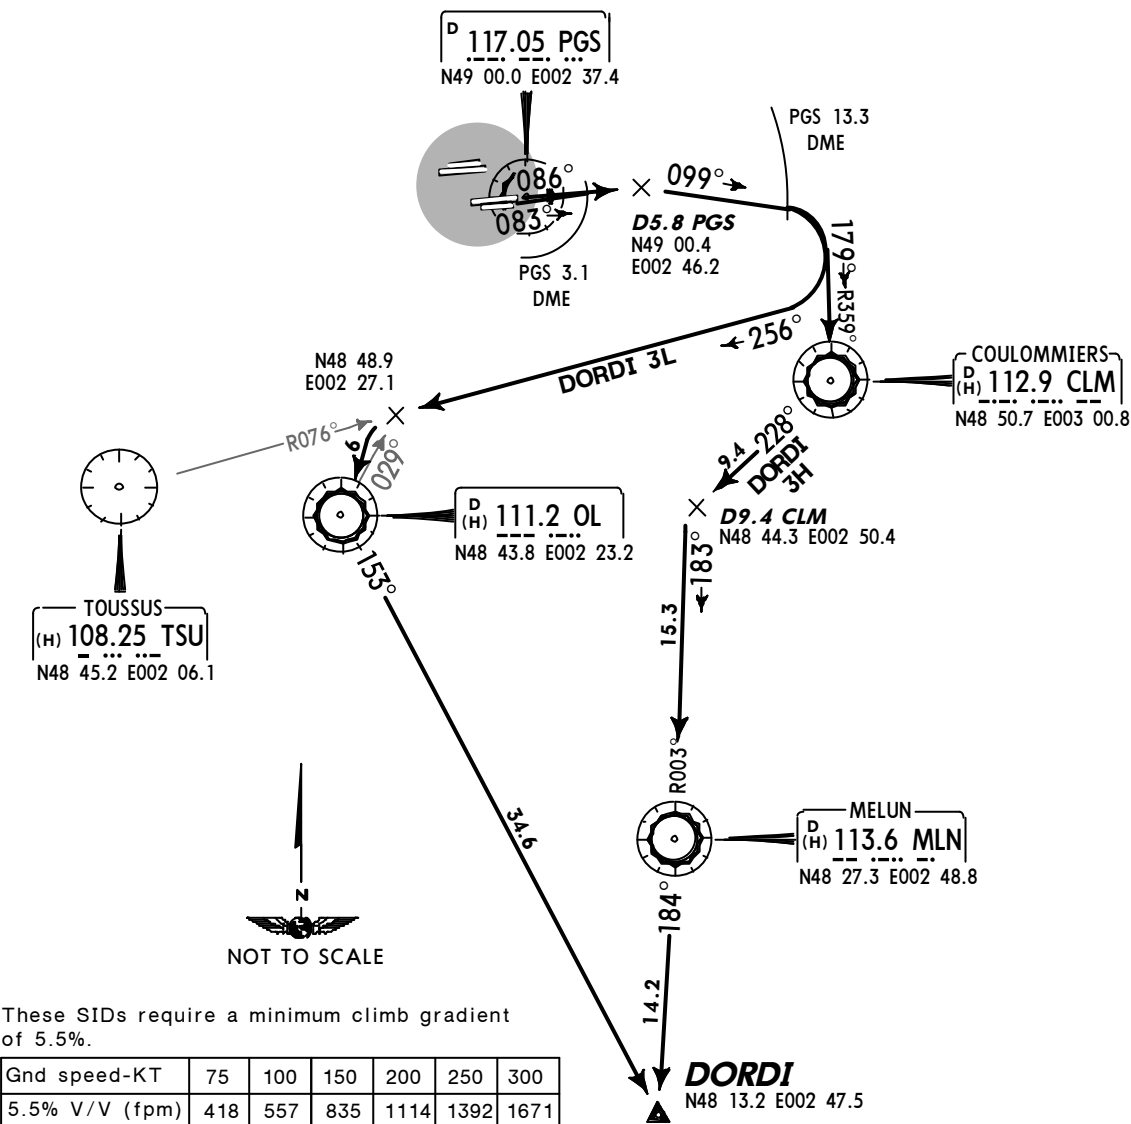 D 117.05 PGS
N49 00.0 E002 37.4
PGS 13.3
DME
086°
083°
099°
D5.8 PGS
N49 00.4
E002 46.2
PGS 3.1
DME
179°
R359°
256°
DORDI 3L
N48 48.9
E002 27.1
COULOMMIERS
D
(H) 112.9 CLM
N48 50.7 E003 00.8
R076°
6
029°
228°
9.4
DORDI
3H
D
(H) 111.2 OL
N48 43.8 E002 23.2
D9.4 CLM
N48 44.3 E002 50.4
183°
153°
TOUSSUS
(H) 108.25 TSU
N48 45.2 E002 06.1
15.3
R003°
34.6
MELUN
D
(H) 113.6 MLN
N48 27.3 E002 48.8
184°
N
NOT TO SCALE
14.2
These SIDs require a minimum climb gradient
of 5.5%.
Gnd speed-KT 75 100 150 200 250 300
5.5% V/V (fpm) 418 557 835 1114 1392 1671
DORDI
N48 13.2 E002 47.5